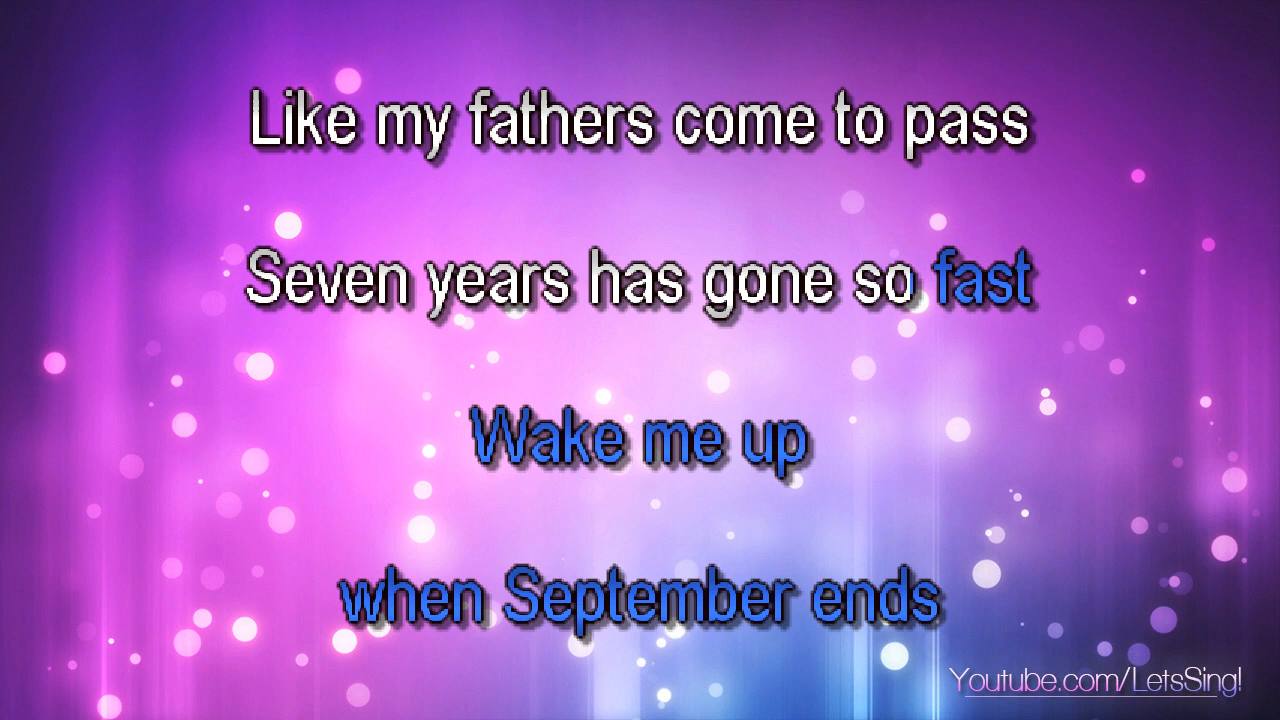 Like my fathers come to pass
Seven years has gone so fast
Wake me up
when September ends
Youtube.com/LetsSing!